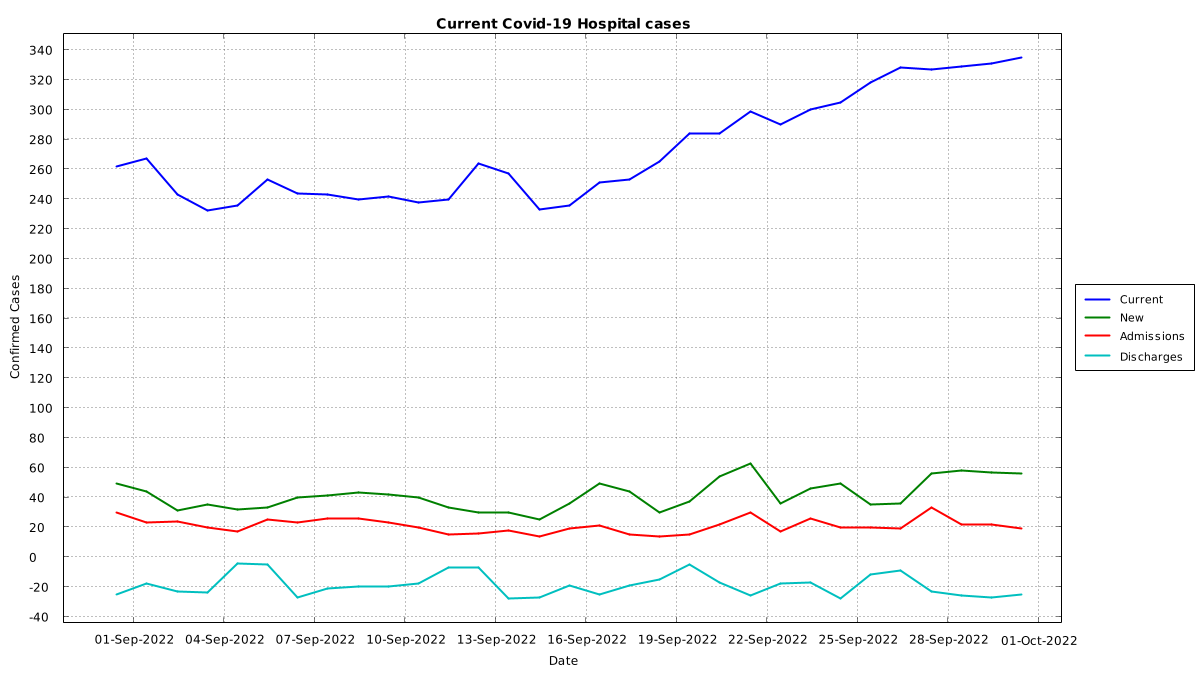 Current Covid-19 Hospital cases
340
320
300
280
260
240
220
200
180
160
140
120
100
80
60
40
20
0
-20
-40
Confirmed Cases
01-Sep-2022 04-Sep-2022 07-Sep-2022 10-Sep-2022 13-Sep-2022 16-Sep-2022 19-Sep-2022 22-Sep-2022 25-Sep-2022 28-Sep-2022 01-Oct-2022
Date
Current
New
Admissions
Discharges